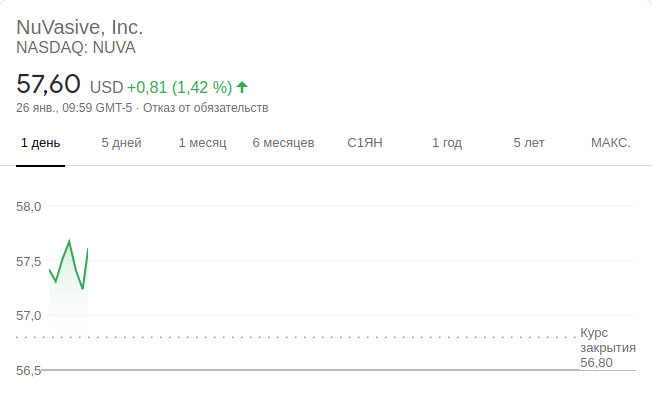 NuVasive, Inc.
NASDAQ: NUVA
57,60 USD +0,81 (1,42 %)
26 янв., 09:59 GMT-5 · Отказ от обязательств
1 день 5 дней 1 месяц 6 месяцев С1ЯН 1 год 5 лет МАКС.
58,0
57,5
57,0
Курс
закрытия
56,80
56,5